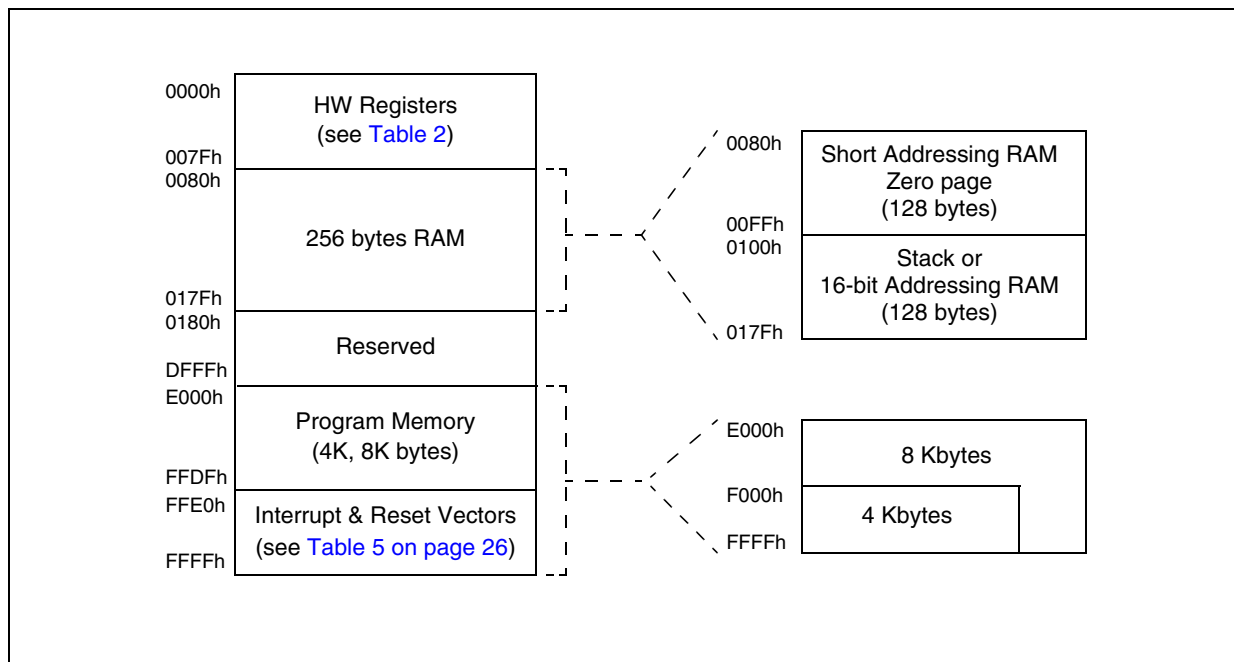 0000h
HW Registers
(see Table 2)
007Fh
0080h
256 bytes RAM
017Fh
0180h
Reserved
DFFFh
E000h
Program Memory
(4K, 8K bytes)
FFDFh
FFE0h
Interrupt & Reset Vectors
(see Table 5 on page 26)
FFFFh
0080h
Short Addressing RAM
Zero page
(128 bytes)
00FFh
0100h
Stack or
16-bit Addressing RAM
(128 bytes)
017Fh
E000h
8 Kbytes
F000h
4 Kbytes
FFFFh